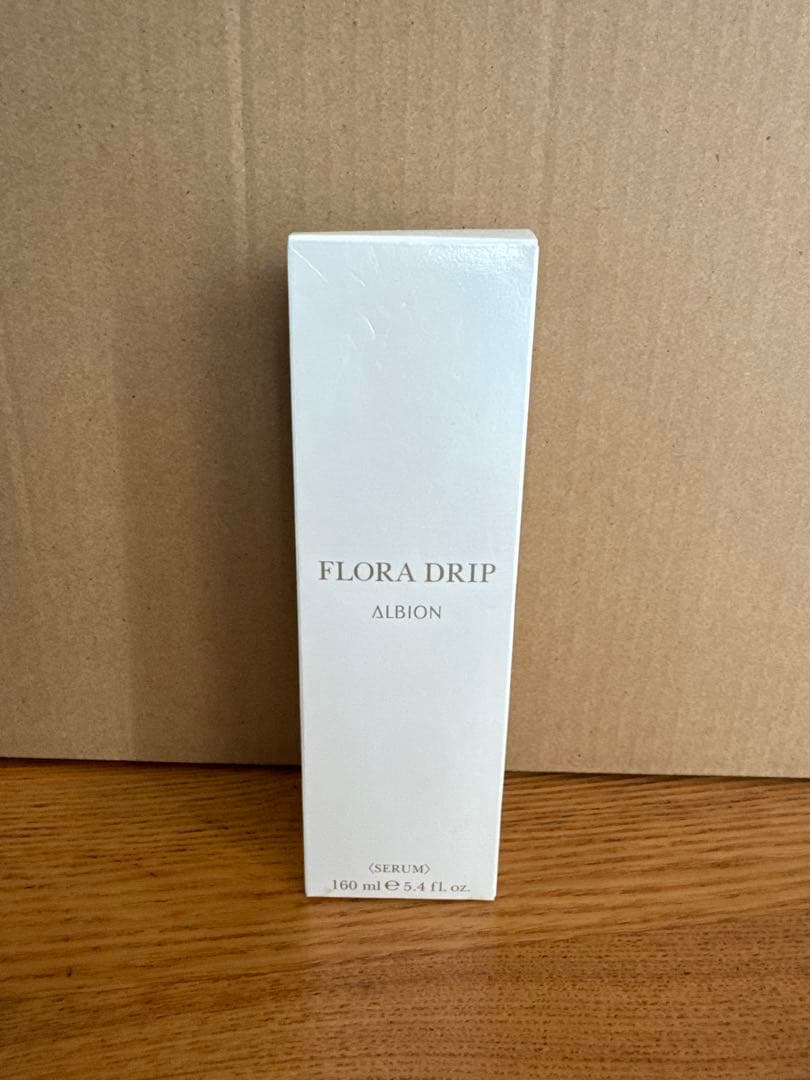 FLORA DRIP
ALBION
〈SERUM〉
160 ml ℮ 5.4 fl. oz.